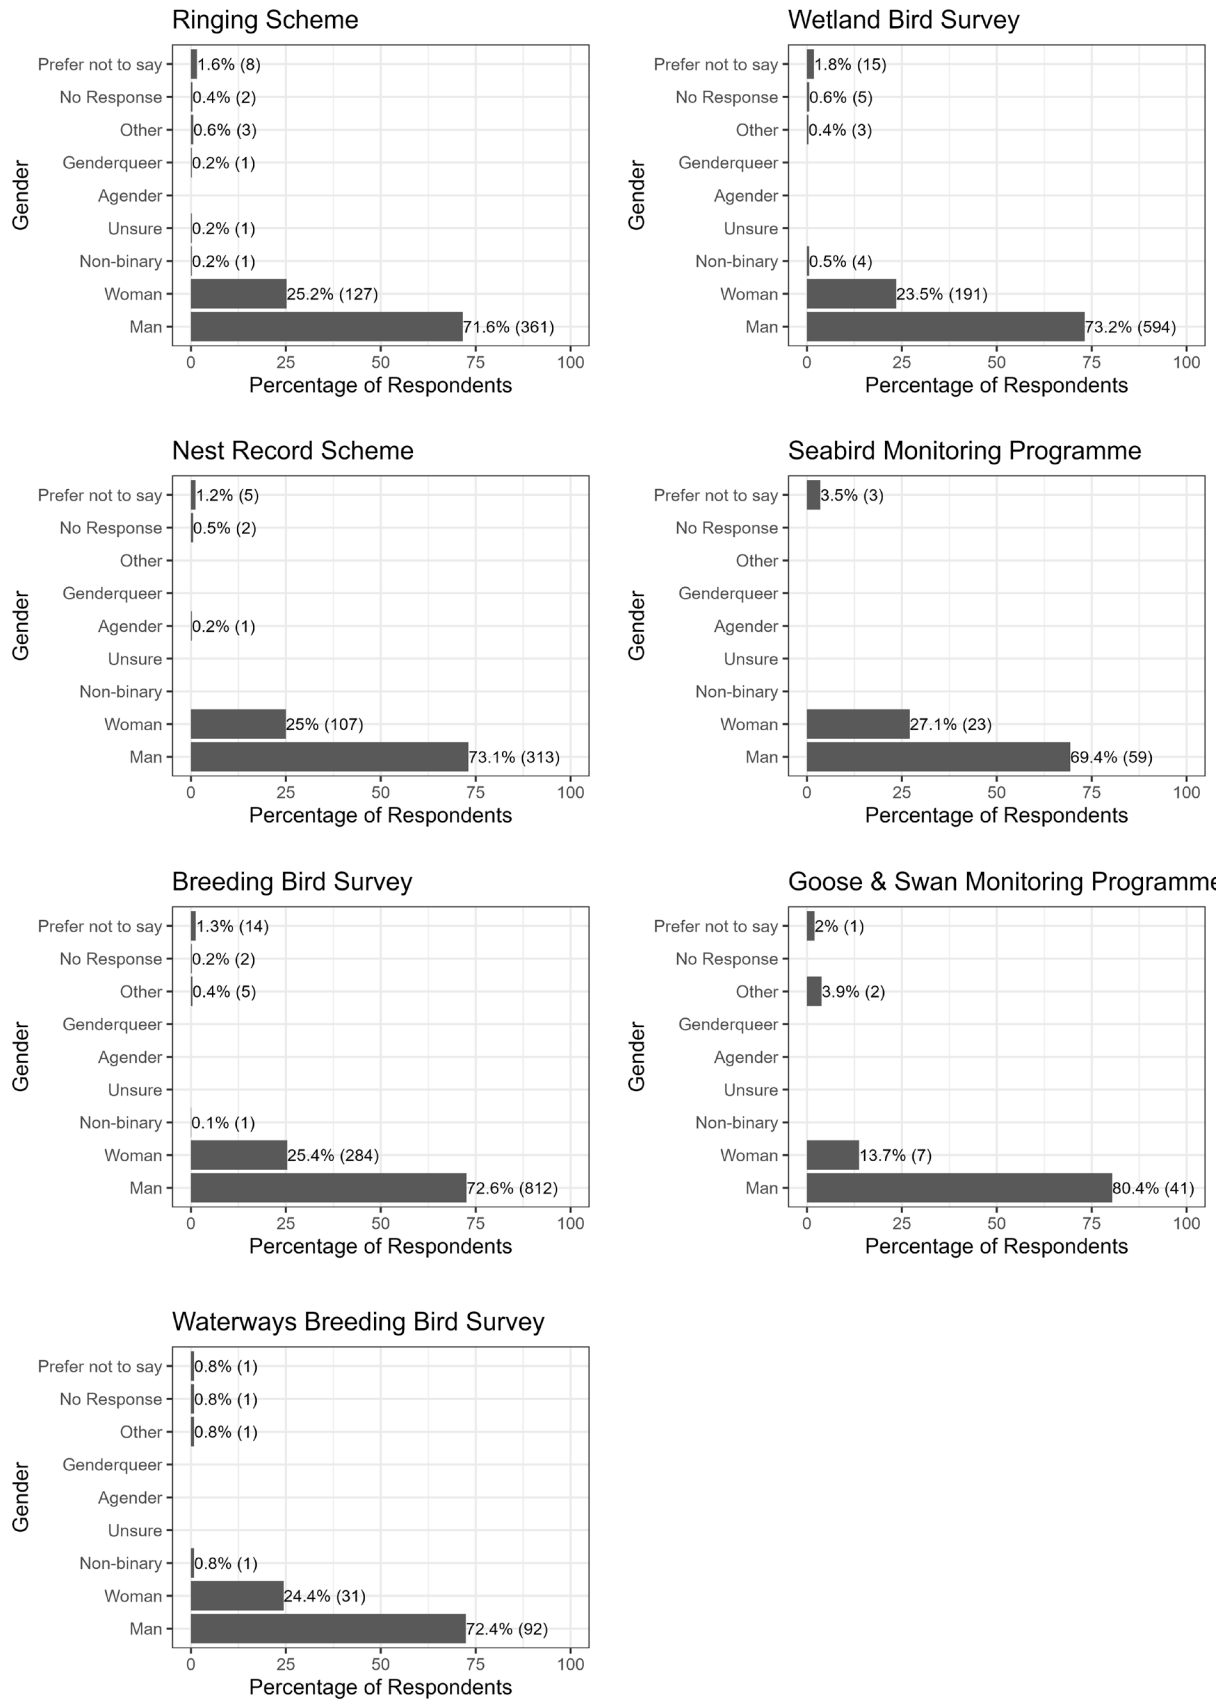 Ringing Scheme
Gender
Prefer not to say 1.6% (8)
No Response 0.4% (2)
Other 0.6% (3)
Genderqueer 0.2% (1)
Agender
Unsure 0.2% (1)
Non-binary 0.2% (1)
Woman 25.2% (127)
Man 71.6% (361)
0 25 50 75 100
Percentage of Respondents
Wetland Bird Survey
Gender
Prefer not to say 1.8% (15)
No Response 0.6% (5)
Other 0.4% (3)
Genderqueer
Agender
Unsure
Non-binary 0.5% (4)
Woman 23.5% (191)
Man 73.2% (594)
0 25 50 75 100
Percentage of Respondents
Nest Record Scheme
Gender
Prefer not to say 1.2% (5)
No Response 0.5% (2)
Other
Genderqueer
Agender 0.2% (1)
Unsure
Non-binary
Woman 25% (107)
Man 73.1% (313)
0 25 50 75 100
Percentage of Respondents
Seabird Monitoring Programme
Gender
Prefer not to say 3.5% (3)
No Response
Other
Genderqueer
Agender
Unsure
Non-binary
Woman 27.1% (23)
Man 69.4% (59)
0 25 50 75 100
Percentage of Respondents
Breeding Bird Survey
Gender
Prefer not to say 1.3% (14)
No Response 0.2% (2)
Other 0.4% (5)
Genderqueer
Agender
Unsure
Non-binary 0.1% (1)
Woman 25.4% (284)
Man 72.6% (812)
0 25 50 75 100
Percentage of Respondents
Goose & Swan Monitoring Programme
Gender
Prefer not to say 2% (1)
No Response
Other 3.9% (2)
Genderqueer
Agender
Unsure
Non-binary
Woman 13.7% (7)
Man 80.4% (41)
0 25 50 75 100
Percentage of Respondents
Waterways Breeding Bird Survey
Gender
Prefer not to say 0.8% (1)
No Response 0.8% (1)
Other 0.8% (1)
Genderqueer
Agender
Unsure
Non-binary 0.8% (1)
Woman 24.4% (31)
Man 72.4% (92)
0 25 50 75 100
Percentage of Respondents